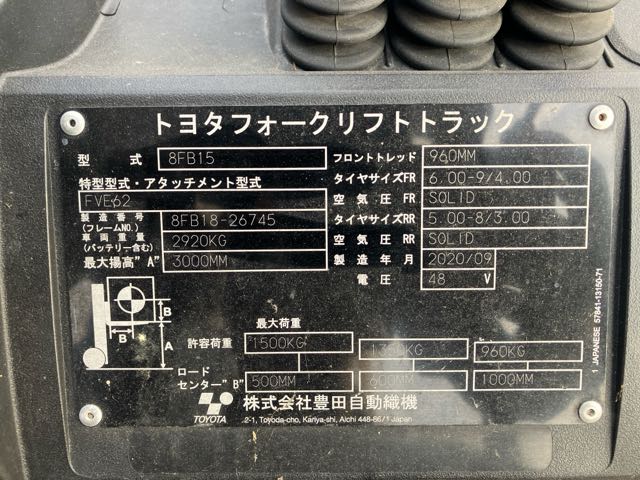 トヨタフォークリフトトラック
型 式 8FB15
特型型式・アタッチメント型式
FVE62
製造番号 (フレームNO.) 8FB18-26745
車両重量 (バッテリー含む) 2920KG
最大揚高"A" 3000MM
フロントトレッド 960MM
タイヤサイズFR 6.00-9/4.00
空気圧FR SOLID
タイヤサイズRR 5.00-8/3.00
空気圧RR SOLID
製造年月 2020/09
電圧 48 V
B
B
A
最大荷重
許容荷重 1500KG 960KG
ロードセンター"B" 500MM 1000MM
TOYOTA 株式会社豊田自動織機
2-1, Toyoda-cho, Kariya-shi, Aichi 448-8671 Japan
1 JAPANESE 57841-13150-71